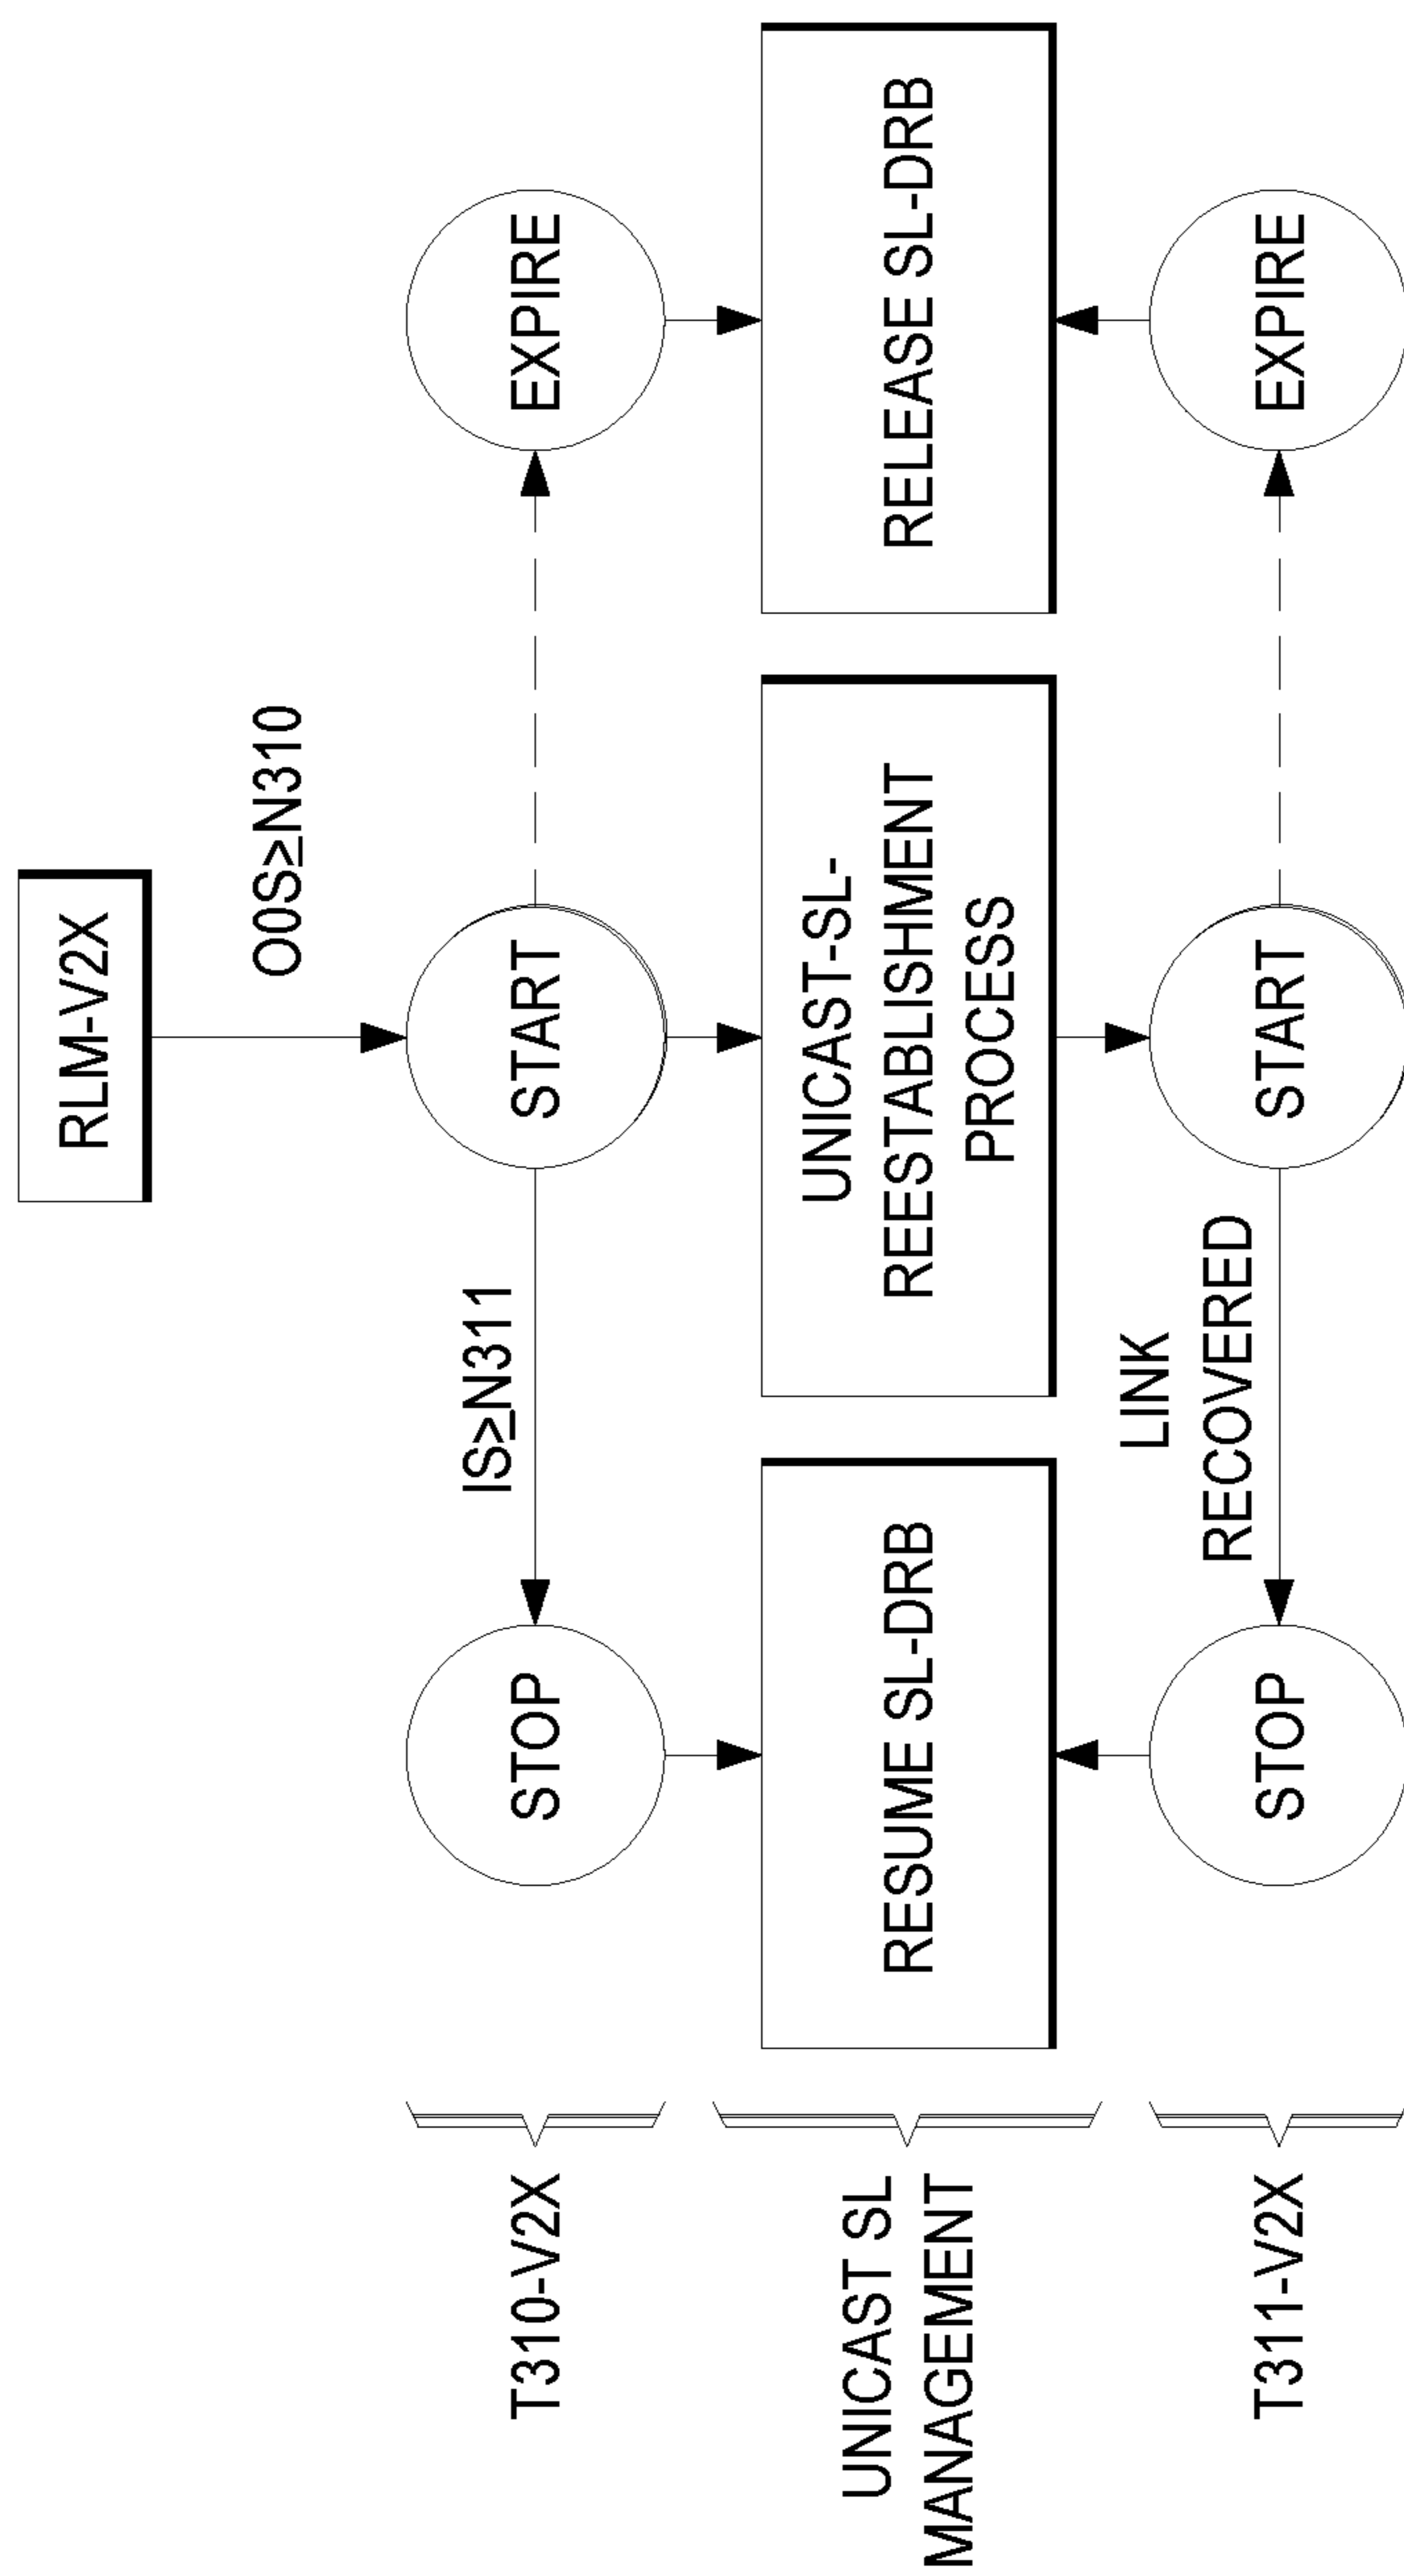 RLM-V2X
O0S≥N310
T310-V2X
STOP
IS≥N311
START
EXPIRE
UNICAST SL
MANAGEMENT
RESUME SL-DRB
UNICAST-SL-
REESTABLISHMENT
PROCESS
RELEASE SL-DRB
T311-V2X
STOP
LINK
RECOVERED
START
EXPIRE